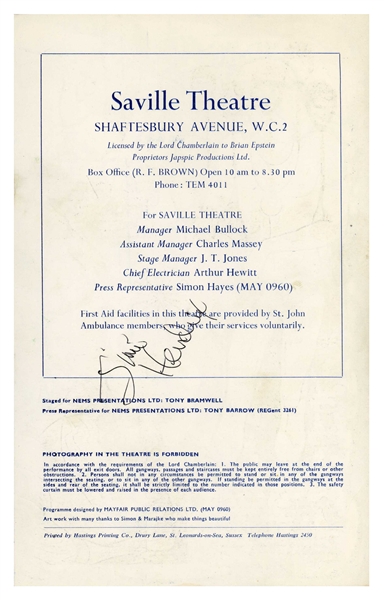 Saville Theatre
SHAFTESBURY AVENUE, W.C.2
Licensed by the Lord Chamberlain to Brian Epstein
Proprietors Japspic Productions Ltd.
Box Office (R. F. BROWN) Open 10 am to 8.30 pm
Phone: TEM 4011
For SAVILLE THEATRE
Manager Michael Bullock
Assistant Manager Charles Massey
Stage Manager J. T. Jones
Chief Electrician Arthur Hewitt
Press Representative Simon Hayes (MAY 0960)
First Aid facilities in this theatre are provided by St. John
Ambulance members, who give their services voluntarily.
Jimi Hendrix
Staged for NEMS PRESENTATIONS LTD: TONY BRAMWELL
Press Representative for NEMS PRESENTATIONS LTD: TONY BARROW (REGent 3261)
PHOTOGRAPHY IN THE THEATRE IS FORBIDDEN
In accordance with the requirements of the Lord Chamberlain: 1. The public may leave at the end of the
performance by all exit doors. All gangways, passages and staircases must be kept entirely free from chairs or other
obstructions. 2. Persons shall not in any circumstances be permitted to stand or sit in any of the gangways
intersecting the seating, or to sit in any of the other gangways. If standing be permitted in the gangways at the
sides and rear of the seating, it shall be strictly limited to the number indicated in those positions. 3. The safety
certain must be lowered and raised in the presence of each audience.
Programme designed by MAYFAIR PUBLIC RELATIONS LTD. (MAY 0960)
Art work with many thanks to Simon & Marajke who make things beautiful
Printed by Hastings Printing Co., Drury Lane, St. Leonards-on-Sea, Sussex Telephone Hastings 2450